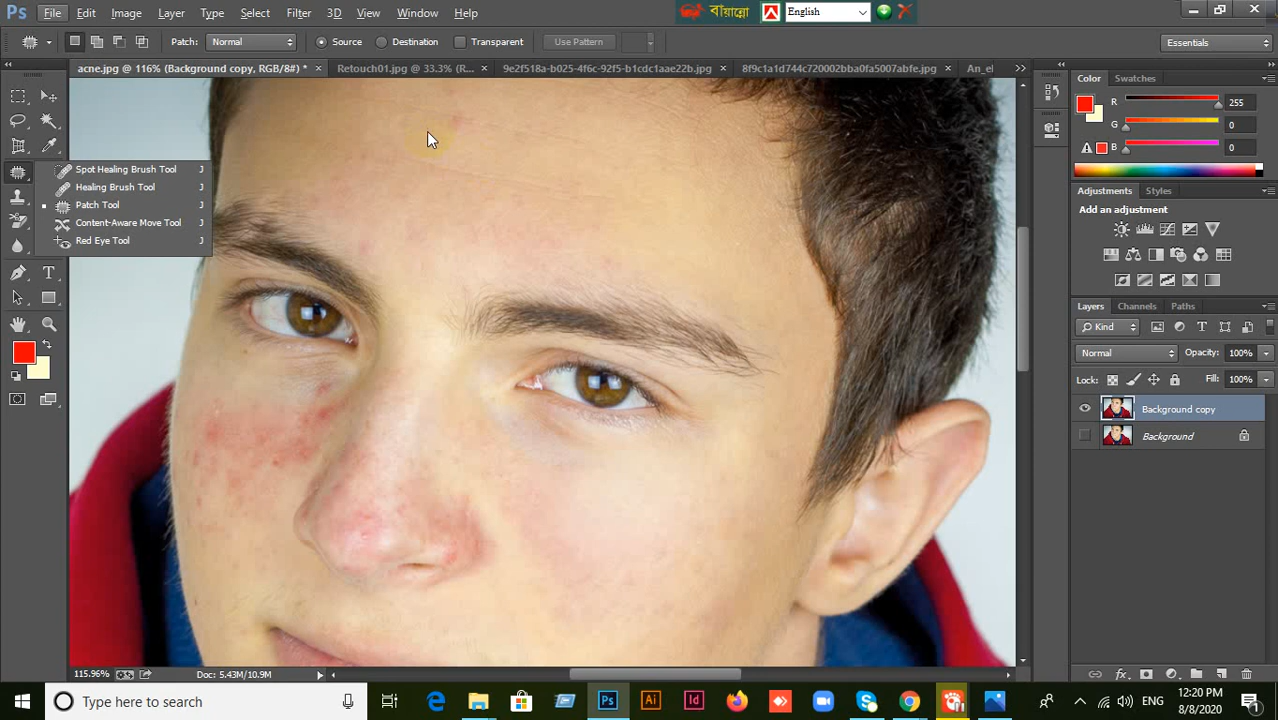 Ps File Edit Image Layer Type Select Filter 3D View Window Help
বায়ান্নো English
Patch: Normal Source Destination Transparent Use Pattern Essentials
acne.jpg @ 116% (Background copy, RGB/8#) * × Retouch01.jpg @ 33.3% (R... × 9e2f518a-b025-4f6c-92f5-b1cdc1aae22b.jpg × 8f9c1a1d744c720002bba0fa5007abfe.jpg × An_el >>
Color Swatches
R 255
G 0
B 0
Spot Healing Brush Tool J
Healing Brush Tool J
Patch Tool J
Content-Aware Move Tool J
Red Eye Tool J
Adjustments Styles
Add an adjustment
Layers Channels Paths
Kind
Normal Opacity: 100%
Lock: Fill: 100%
Background copy
Background
115.96% Doc: 5.43M/10.9M
Type here to search
Ps Ai Id
ENG
12:20 PM
8/8/2020
1